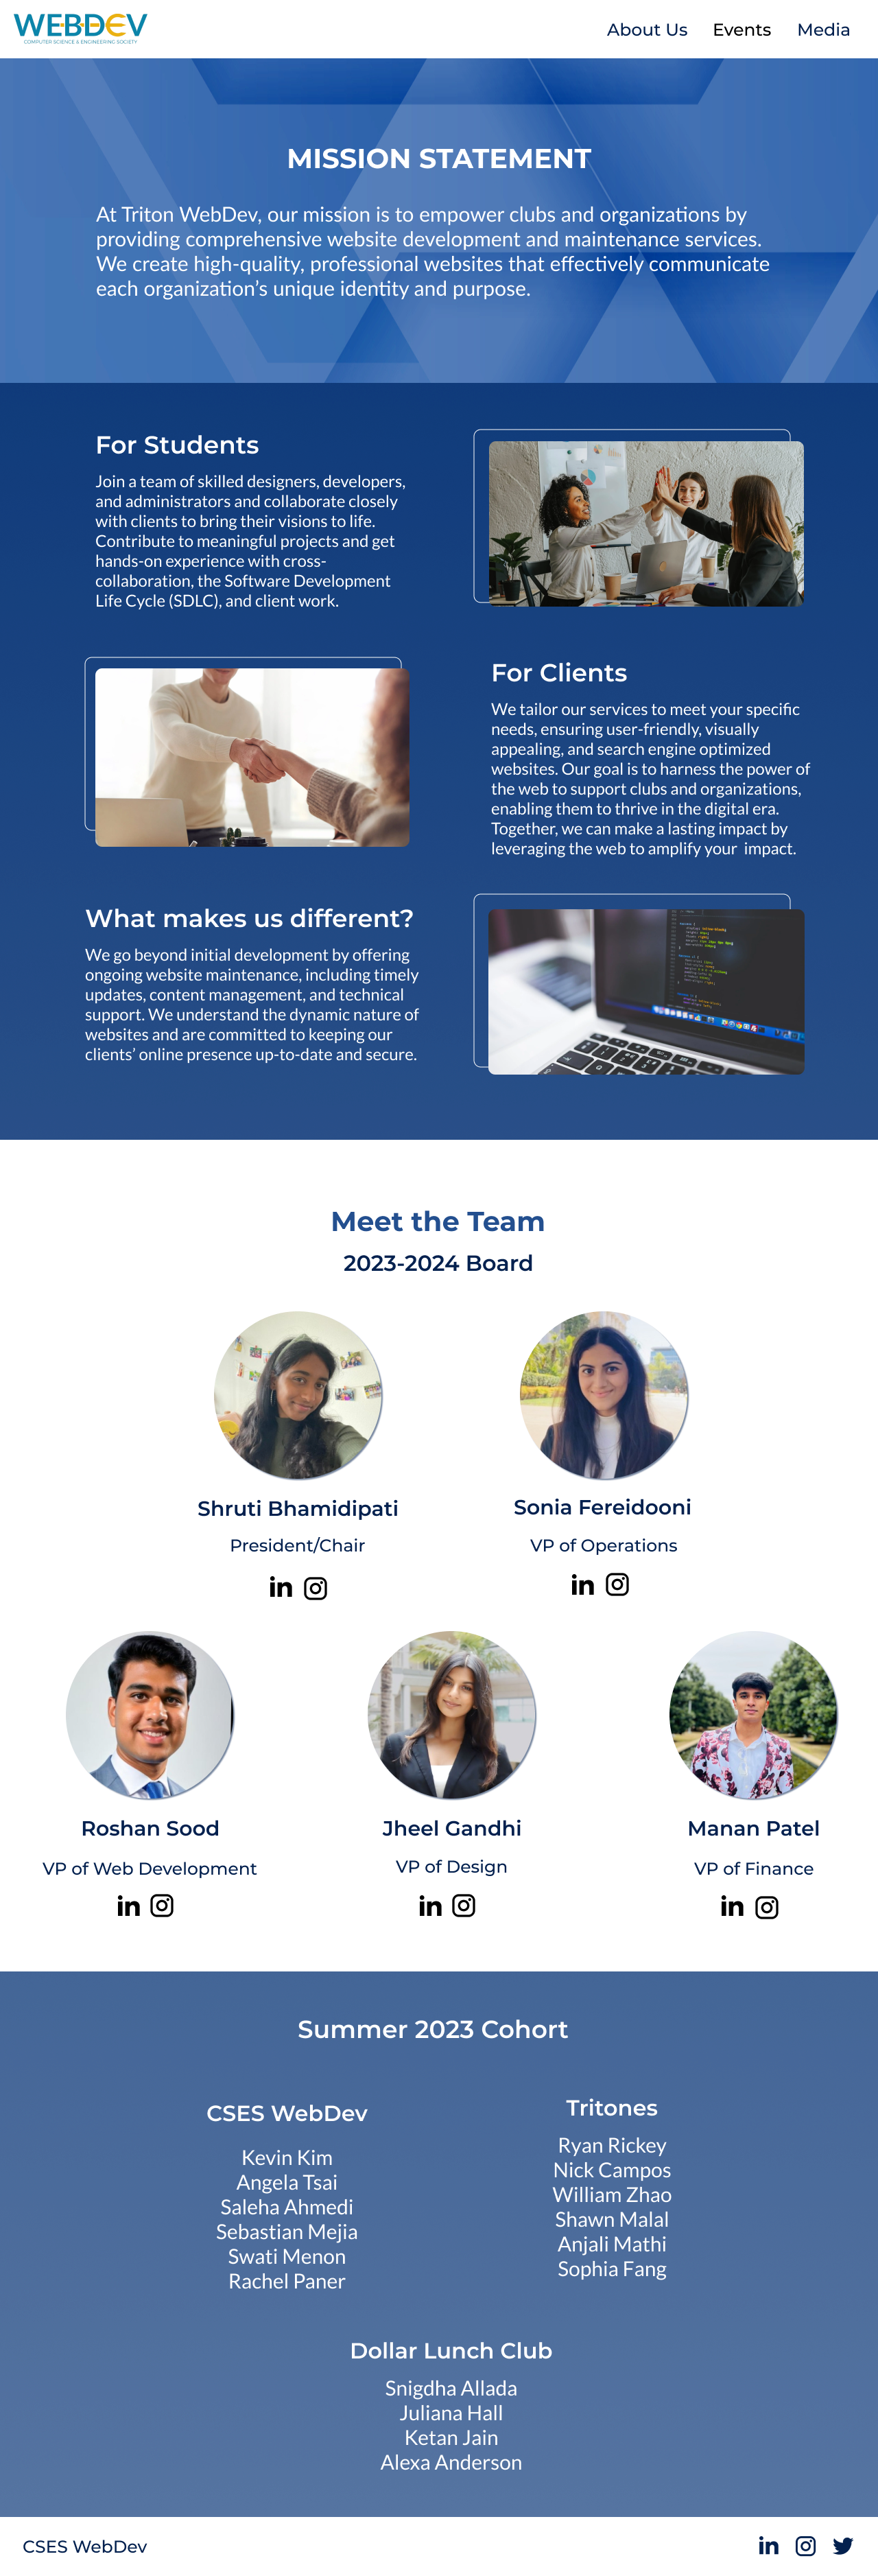 WEBDEV
COMPUTER SCIENCE & ENGINEERING SOCIETY
About Us Events Media
MISSION STATEMENT
At Triton WebDev, our mission is to empower clubs and organizations by
providing comprehensive website development and maintenance services.
We create high-quality, professional websites that effectively communicate
each organization’s unique identity and purpose.
For Students
Join a team of skilled designers, developers,
and administrators and collaborate closely
with clients to bring their visions to life.
Contribute to meaningful projects and get
hands-on experience with cross-
collaboration, the Software Development
Life Cycle (SDLC), and client work.
For Clients
We tailor our services to meet your specific
needs, ensuring user-friendly, visually
appealing, and search engine optimized
websites. Our goal is to harness the power of
the web to support clubs and organizations,
enabling them to thrive in the digital era.
Together, we can make a lasting impact by
leveraging the web to amplify your  impact.
What makes us different?
We go beyond initial development by offering
ongoing website maintenance, including timely
updates, content management, and technical
support. We understand the dynamic nature of
websites and are committed to keeping our
clients’ online presence up-to-date and secure.
Meet the Team
2023-2024 Board
Shruti Bhamidipati
President/Chair
in
Sonia Fereidooni
VP of Operations
in
Roshan Sood
VP of Web Development
in
Jheel Gandhi
VP of Design
in
Manan Patel
VP of Finance
in
Summer 2023 Cohort
CSES WebDev
Kevin Kim
Angela Tsai
Saleha Ahmedi
Sebastian Mejia
Swati Menon
Rachel Paner
Tritones
Ryan Rickey
Nick Campos
William Zhao
Shawn Malal
Anjali Mathi
Sophia Fang
Dollar Lunch Club
Snigdha Allada
Juliana Hall
Ketan Jain
Alexa Anderson
CSES WebDev
in